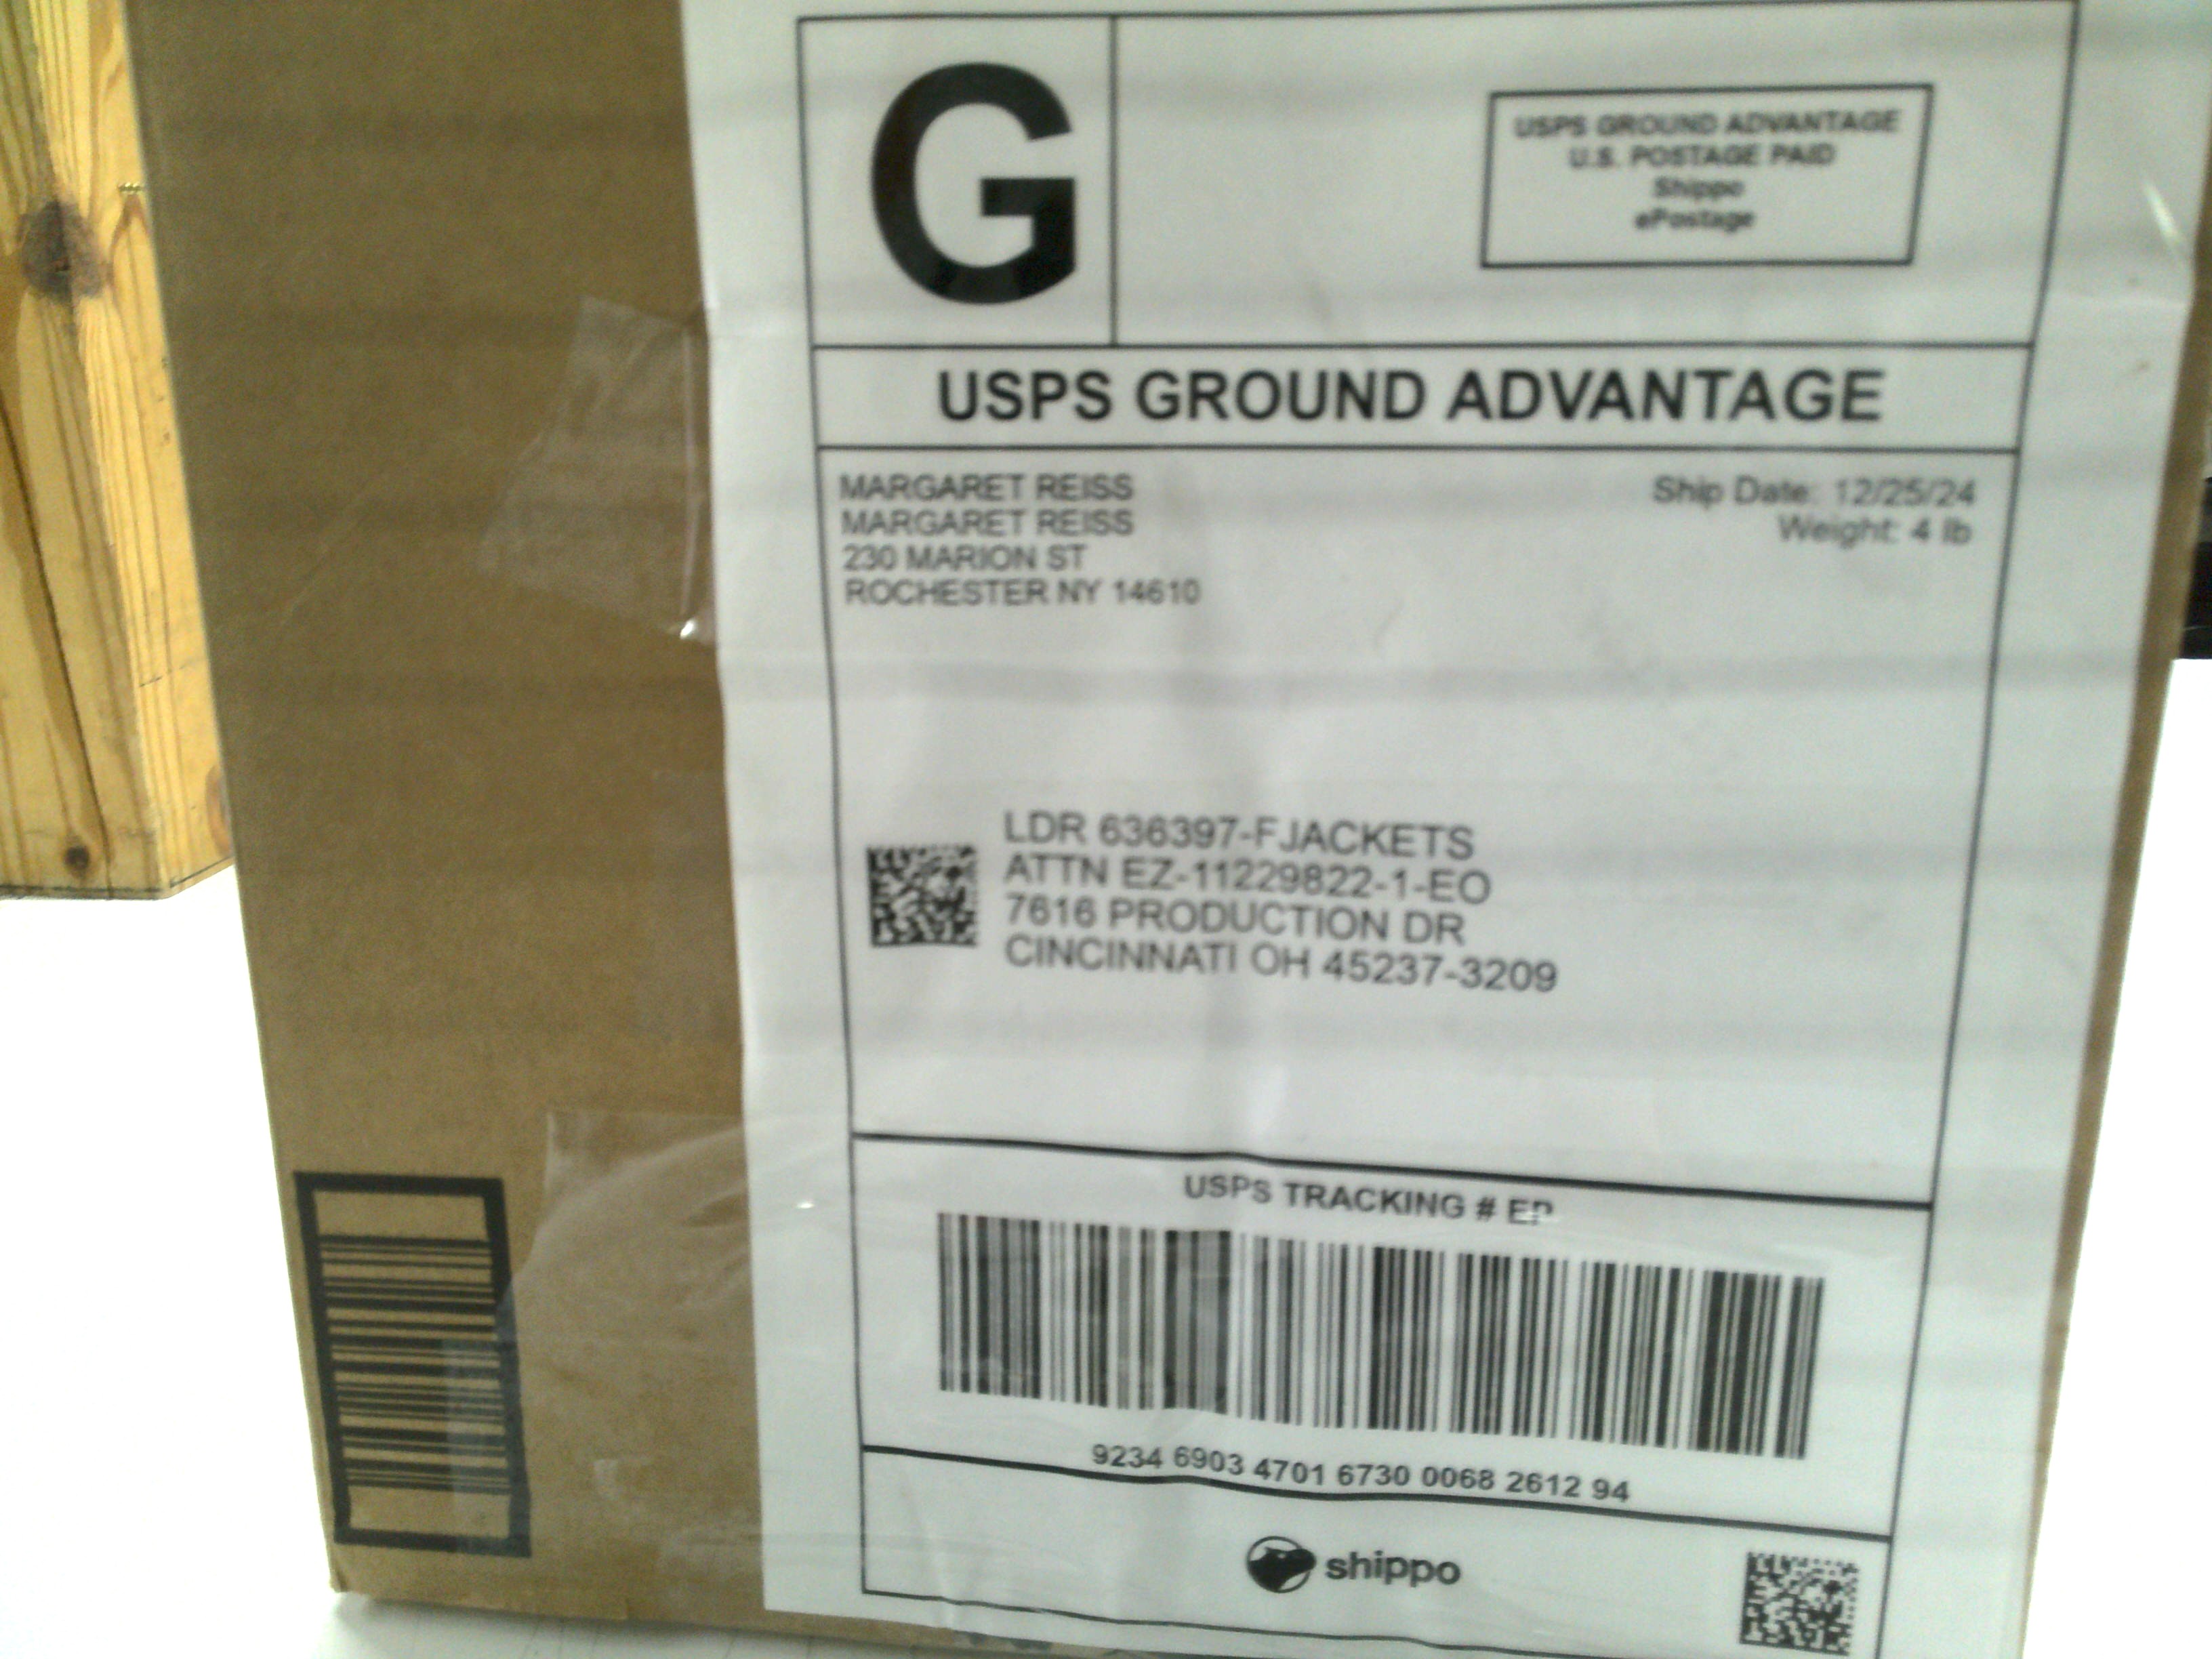 G
USPS GROUND ADVANTAGE
U.S. POSTAGE PAID
Shippo
ePostage
USPS GROUND ADVANTAGE
MARGARET REISS
MARGARET REISS
230 MARION ST
ROCHESTER NY 14610
Ship Date: 12/25/24
Weight: 4 lb
LDR 636397-FJACKETS
ATTN EZ-11229822-1-EO
7616 PRODUCTION DR
CINCINNATI OH 45237-3209
USPS TRACKING # EP
9234 6903 4701 6730 0068 2612 94
shippo